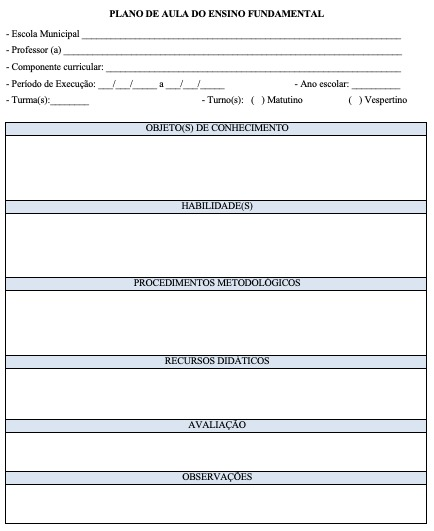 PLANO DE AULA DO ENSINO FUNDAMENTAL
- Escola Municipal ____________________________________________
- Professor (a) ____________________________________________
- Componente curricular: ____________________________________________
- Período de Execução: ___/___/_____ a ___/___/_____ - Ano escolar: __________
- Turma(s):________ - Turno(s): ( ) Matutino ( ) Vespertino
OBJETO(S) DE CONHECIMENTO
HABILIDADE(S)
PROCEDIMENTOS METODOLÓGICOS
RECURSOS DIDÁTICOS
AVALIAÇÃO
OBSERVAÇÕES